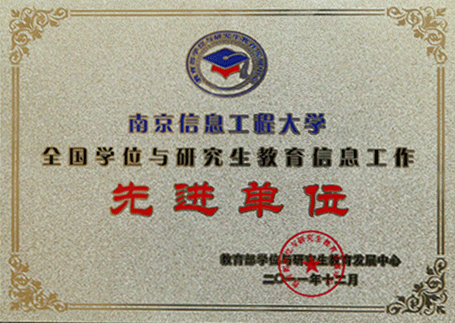 南京信息工程大学
全国学位与研究生教育信息工作
先进单位
教育部学位与研究生教育发展中心
二〇一一年十二月